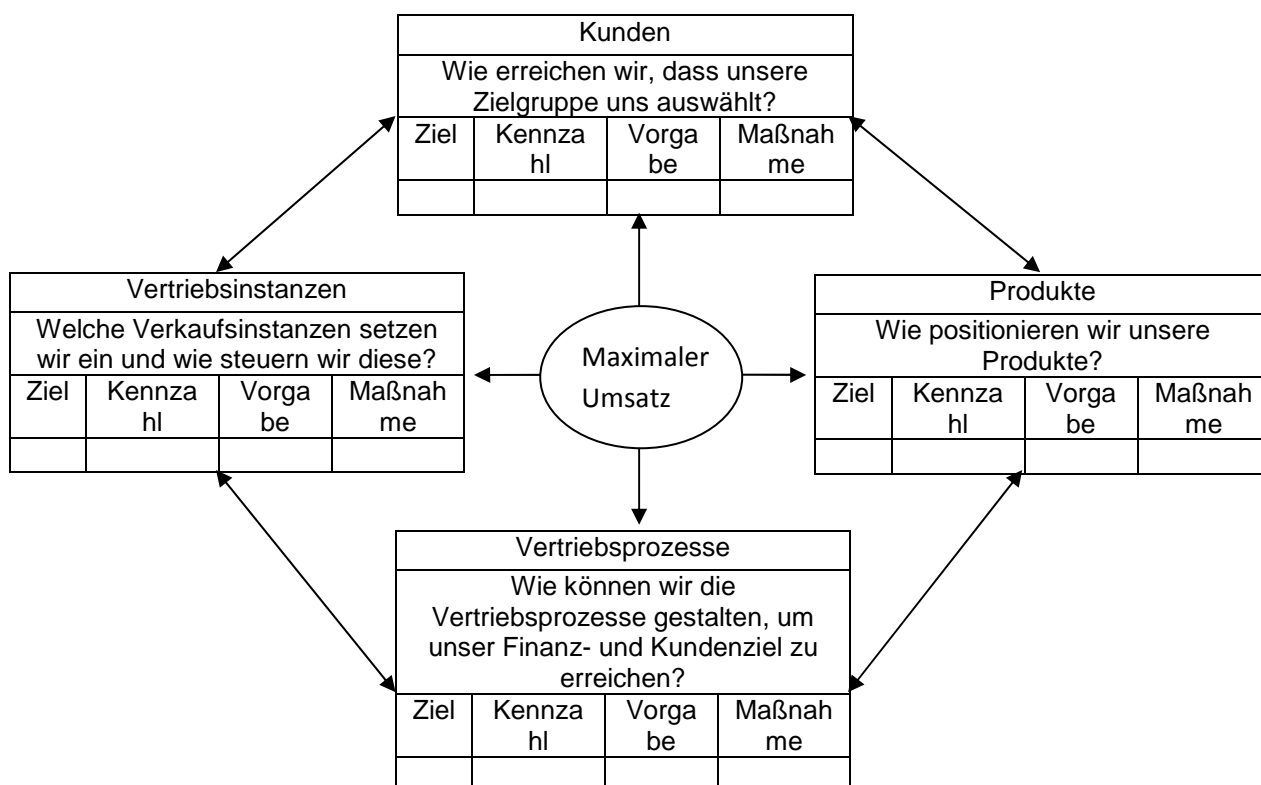 Kunden
Wie erreichen wir, dass unsere
Zielgruppe uns auswählt?
Ziel Kennza Vorga Maßnah
hl be me
Vertriebsinstanzen
Welche Verkaufsinstanzen setzen
wir ein und wie steuern wir diese?
Ziel Kennza Vorga Maßnah
hl be me
Maximaler
Umsatz
Produkte
Wie positionieren wir unsere
Produkte?
Ziel Kennza Vorga Maßnah
hl be me
Vertriebsprozesse
Wie können wir die
Vertriebsprozesse gestalten, um
unser Finanz- und Kundenziel zu
erreichen?
Ziel Kennza Vorga Maßnah
hl be me